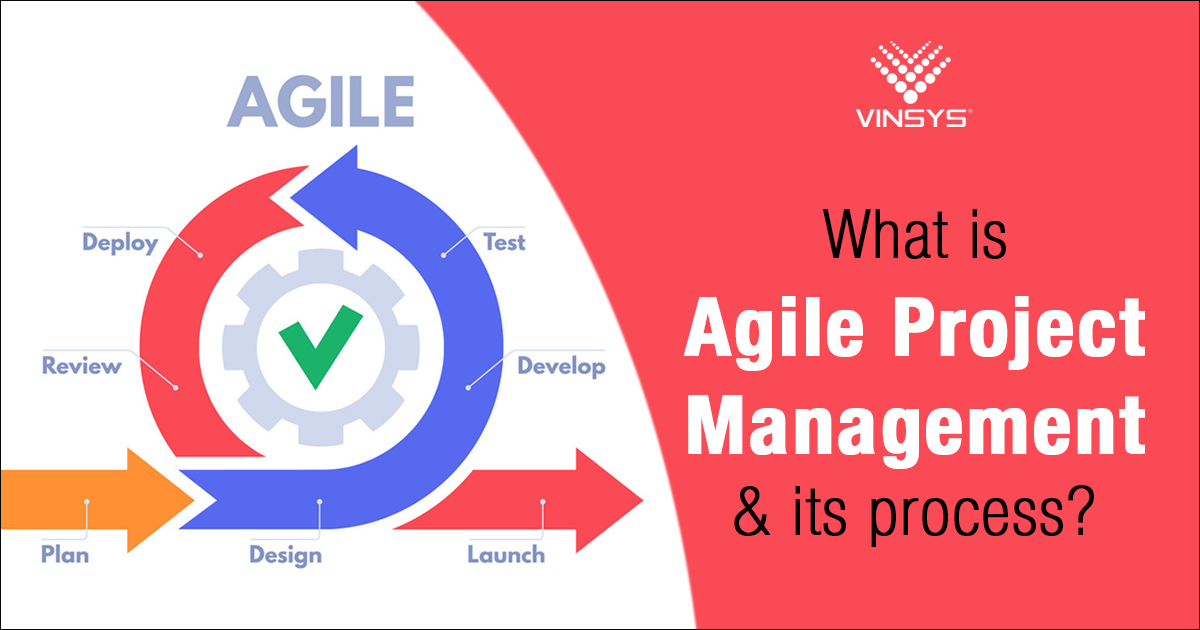 AGILE
Deploy
Test
Review
Develop
Plan
Design
Launch
VINSYS®
What is
Agile Project
Management
& its process?